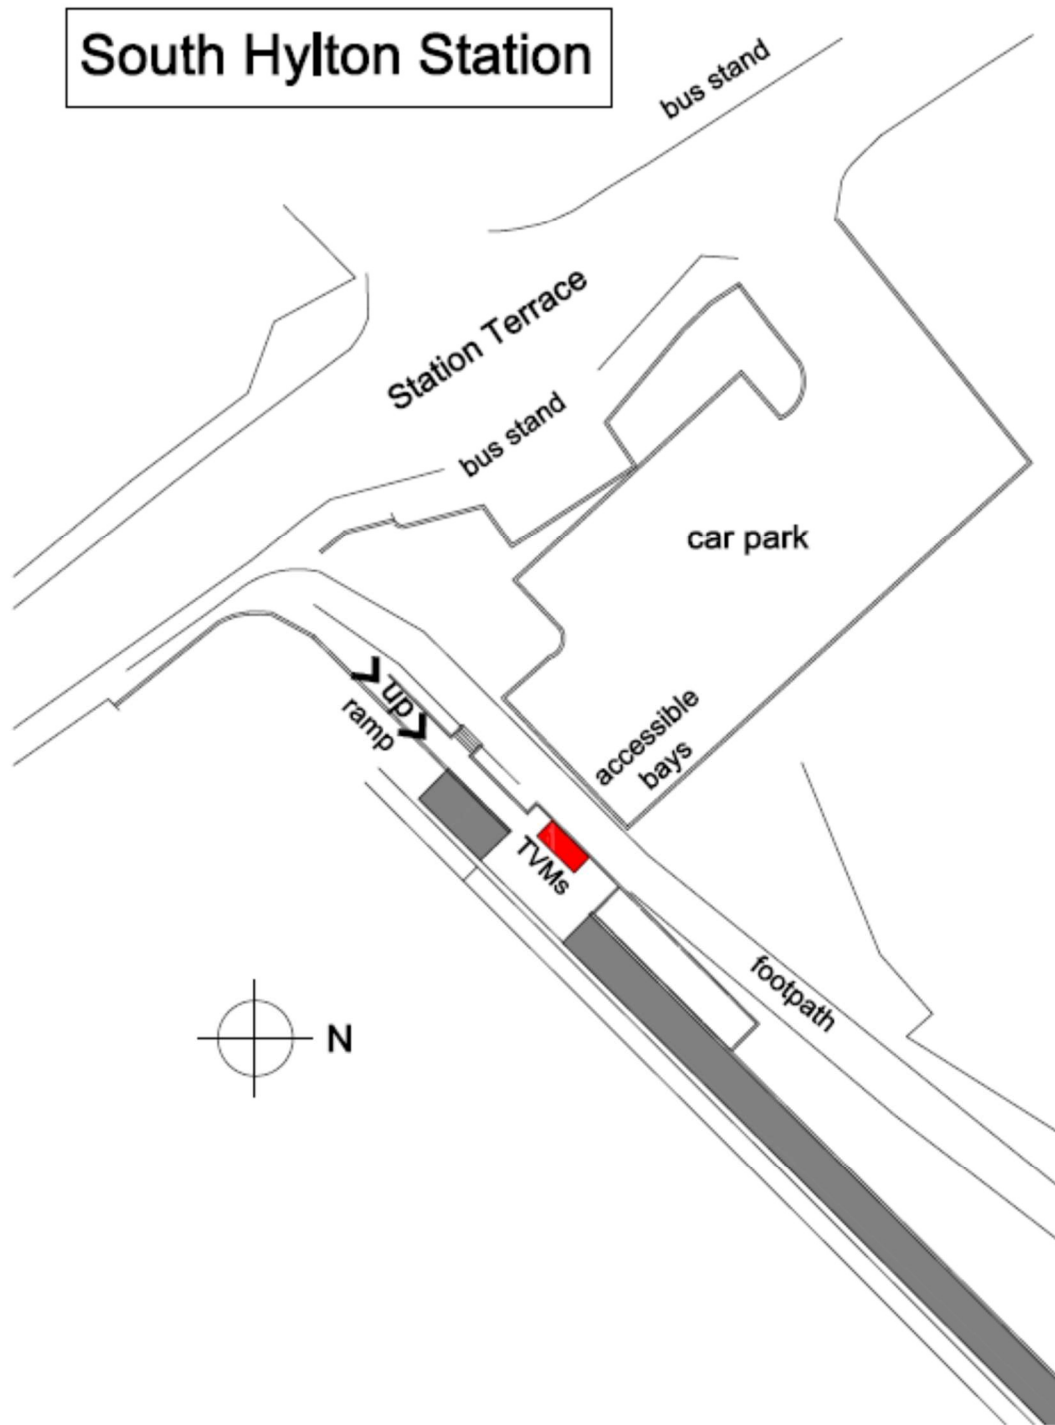 South Hylton Station
bus stand
Station Terrace
bus stand
car park
up
ramp
accessible
bays
TVMs
footpath
N